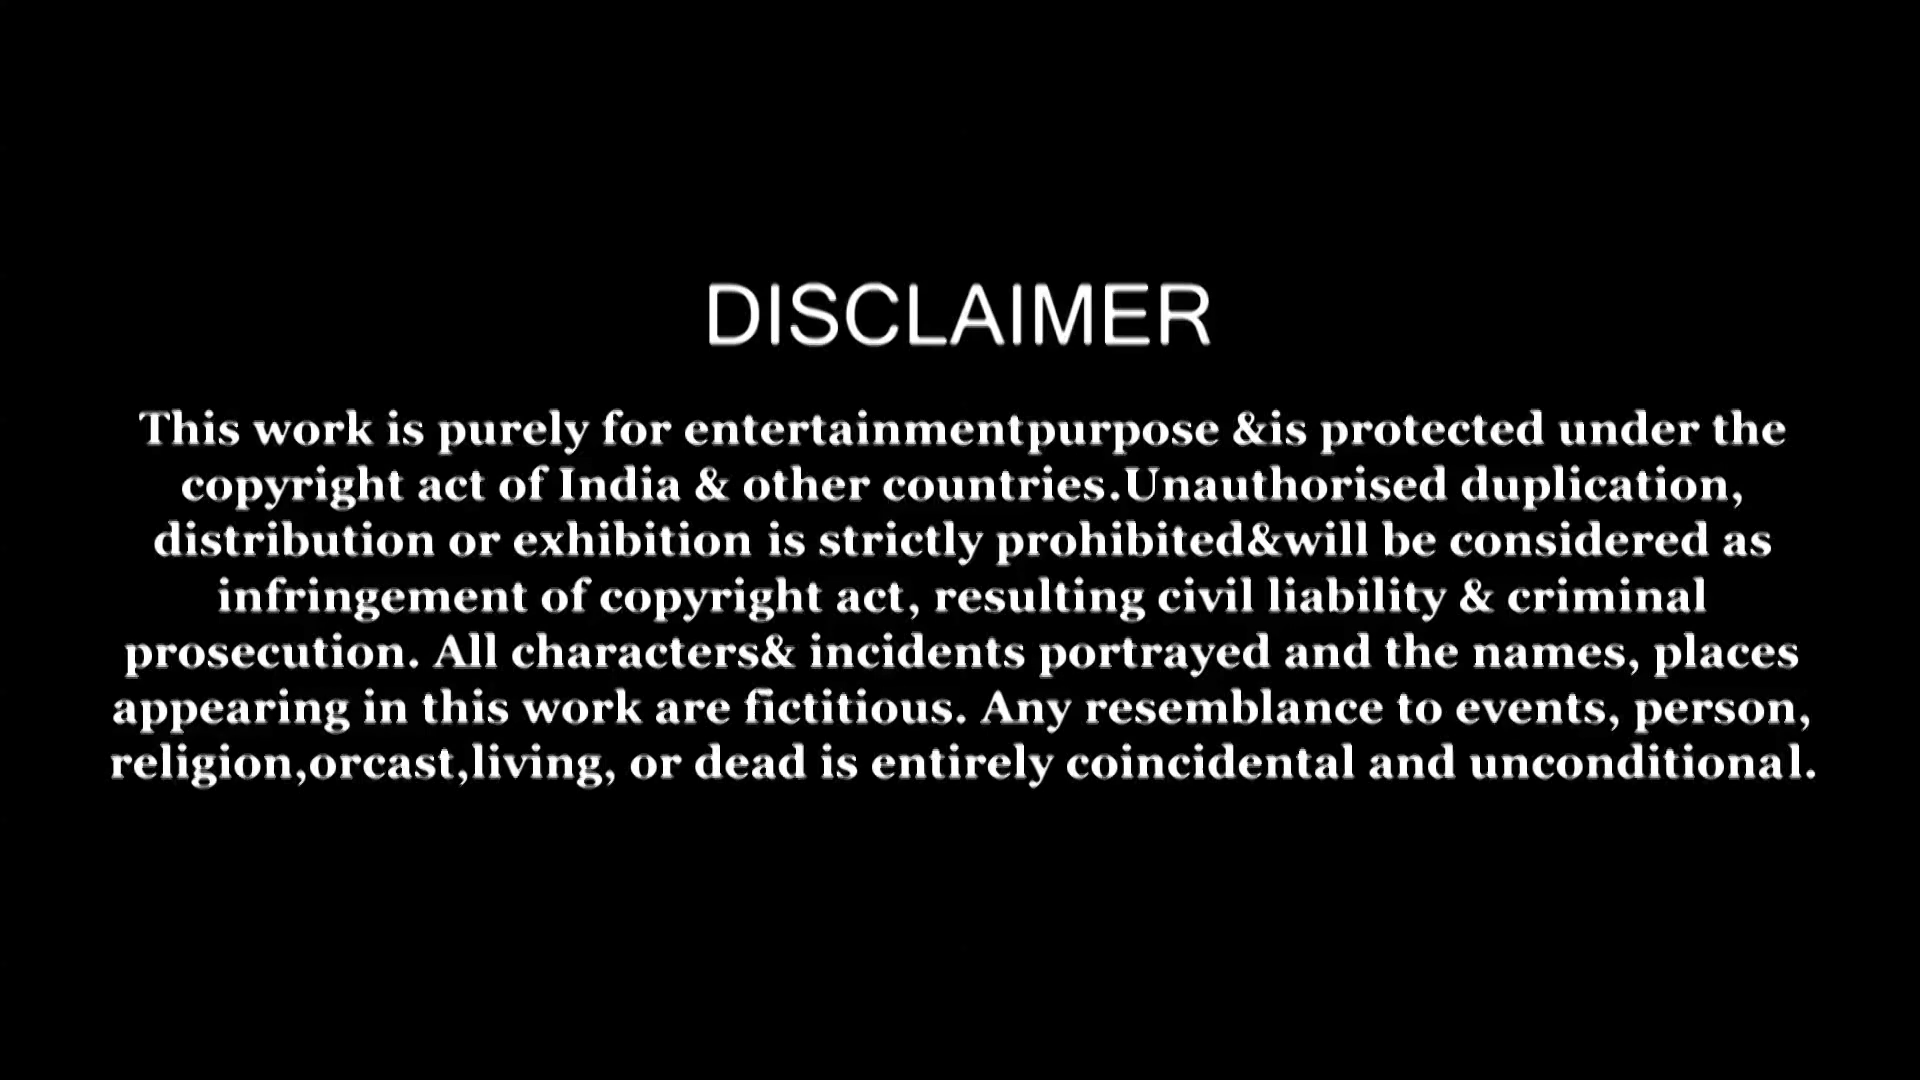 DISCLAIMER
This work is purely for entertainmentpurpose &is protected under the
copyright act of India & other countries.Unauthorised duplication,
distribution or exhibition is strictly prohibited&will be considered as
infringement of copyright act, resulting civil liability & criminal
prosecution. All characters& incidents portrayed and the names, places
appearing in this work are fictitious. Any resemblance to events, person,
religion,orcast,living, or dead is entirely coincidental and unconditional.